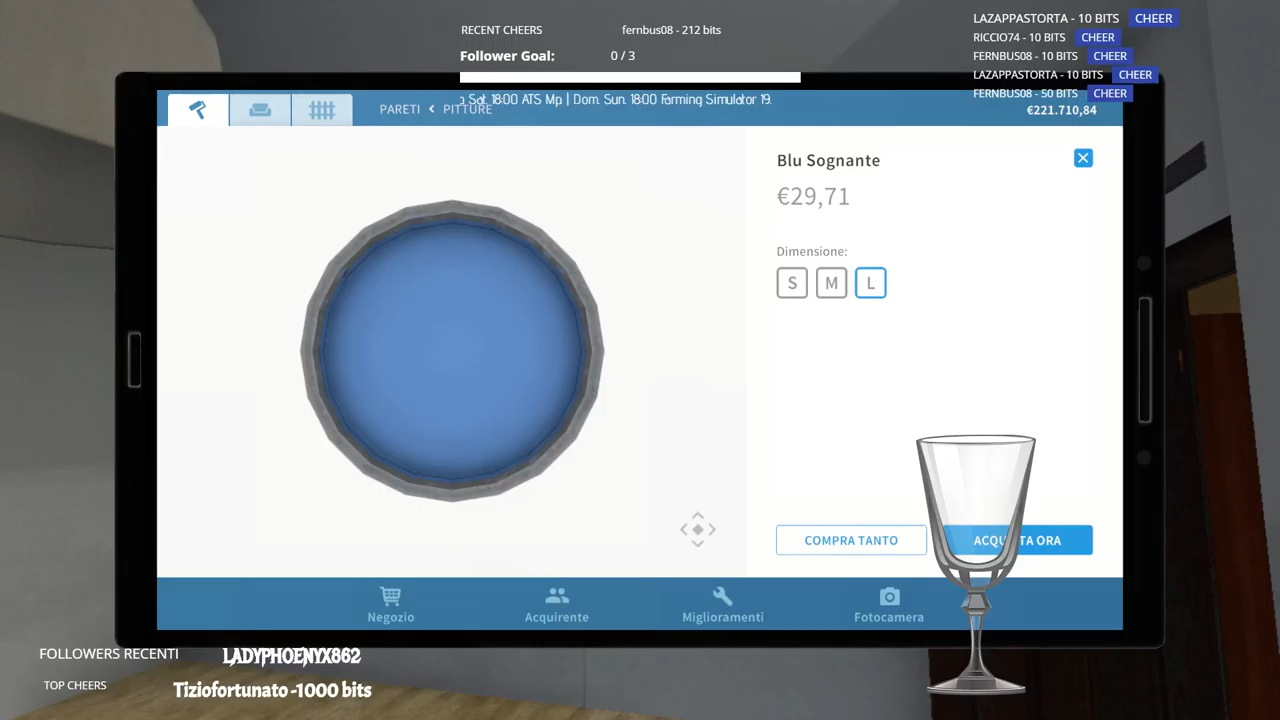 RECENT CHEERS fernbus08 - 212 bits
Follower Goal: 0 / 3
LAZAPPASTORTA - 10 BITS CHEER
RICCIO74 - 10 BITS CHEER
FERNBUS08 - 10 BITS CHEER
LAZAPPASTORTA - 10 BITS CHEER
FERNBUS08 - 50 BITS CHEER
Sat. 18:00 ATS Mp | Dom. Sun. 18:00 Farming Simulator 19.
PARETI < PITTURE
€221.710,84
Blu Sognante
€29,71
Dimensione:
S M L
COMPRA TANTO
ORA
Negozio Acquirente Miglioramenti Fotocamera
FOLLOWERS RECENTI LADYPHOENYX862
TOP CHEERS Tiziofortunato -1000 bits